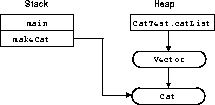 Stack Heap
main CatTest.catList
makeCat
Vector
Cat